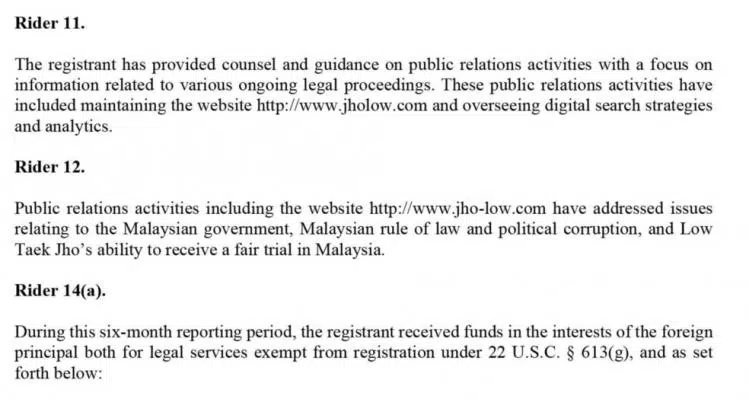 Rider 11.
The registrant has provided counsel and guidance on public relations activities with a focus on
information related to various ongoing legal proceedings. These public relations activities have
included maintaining the website http://www.jholow.com and overseeing digital search strategies
and analytics.
Rider 12.
Public relations activities including the website http://www.jho-low.com have addressed issues
relating to the Malaysian government, Malaysian rule of law and political corruption, and Low
Taek Jho's ability to receive a fair trial in Malaysia.
Rider 14(a).
During this six-month reporting period, the registrant received funds in the interests of the foreign
principal both for legal services exempt from registration under 22 U.S.C. § 613(g), and as set
forth below: